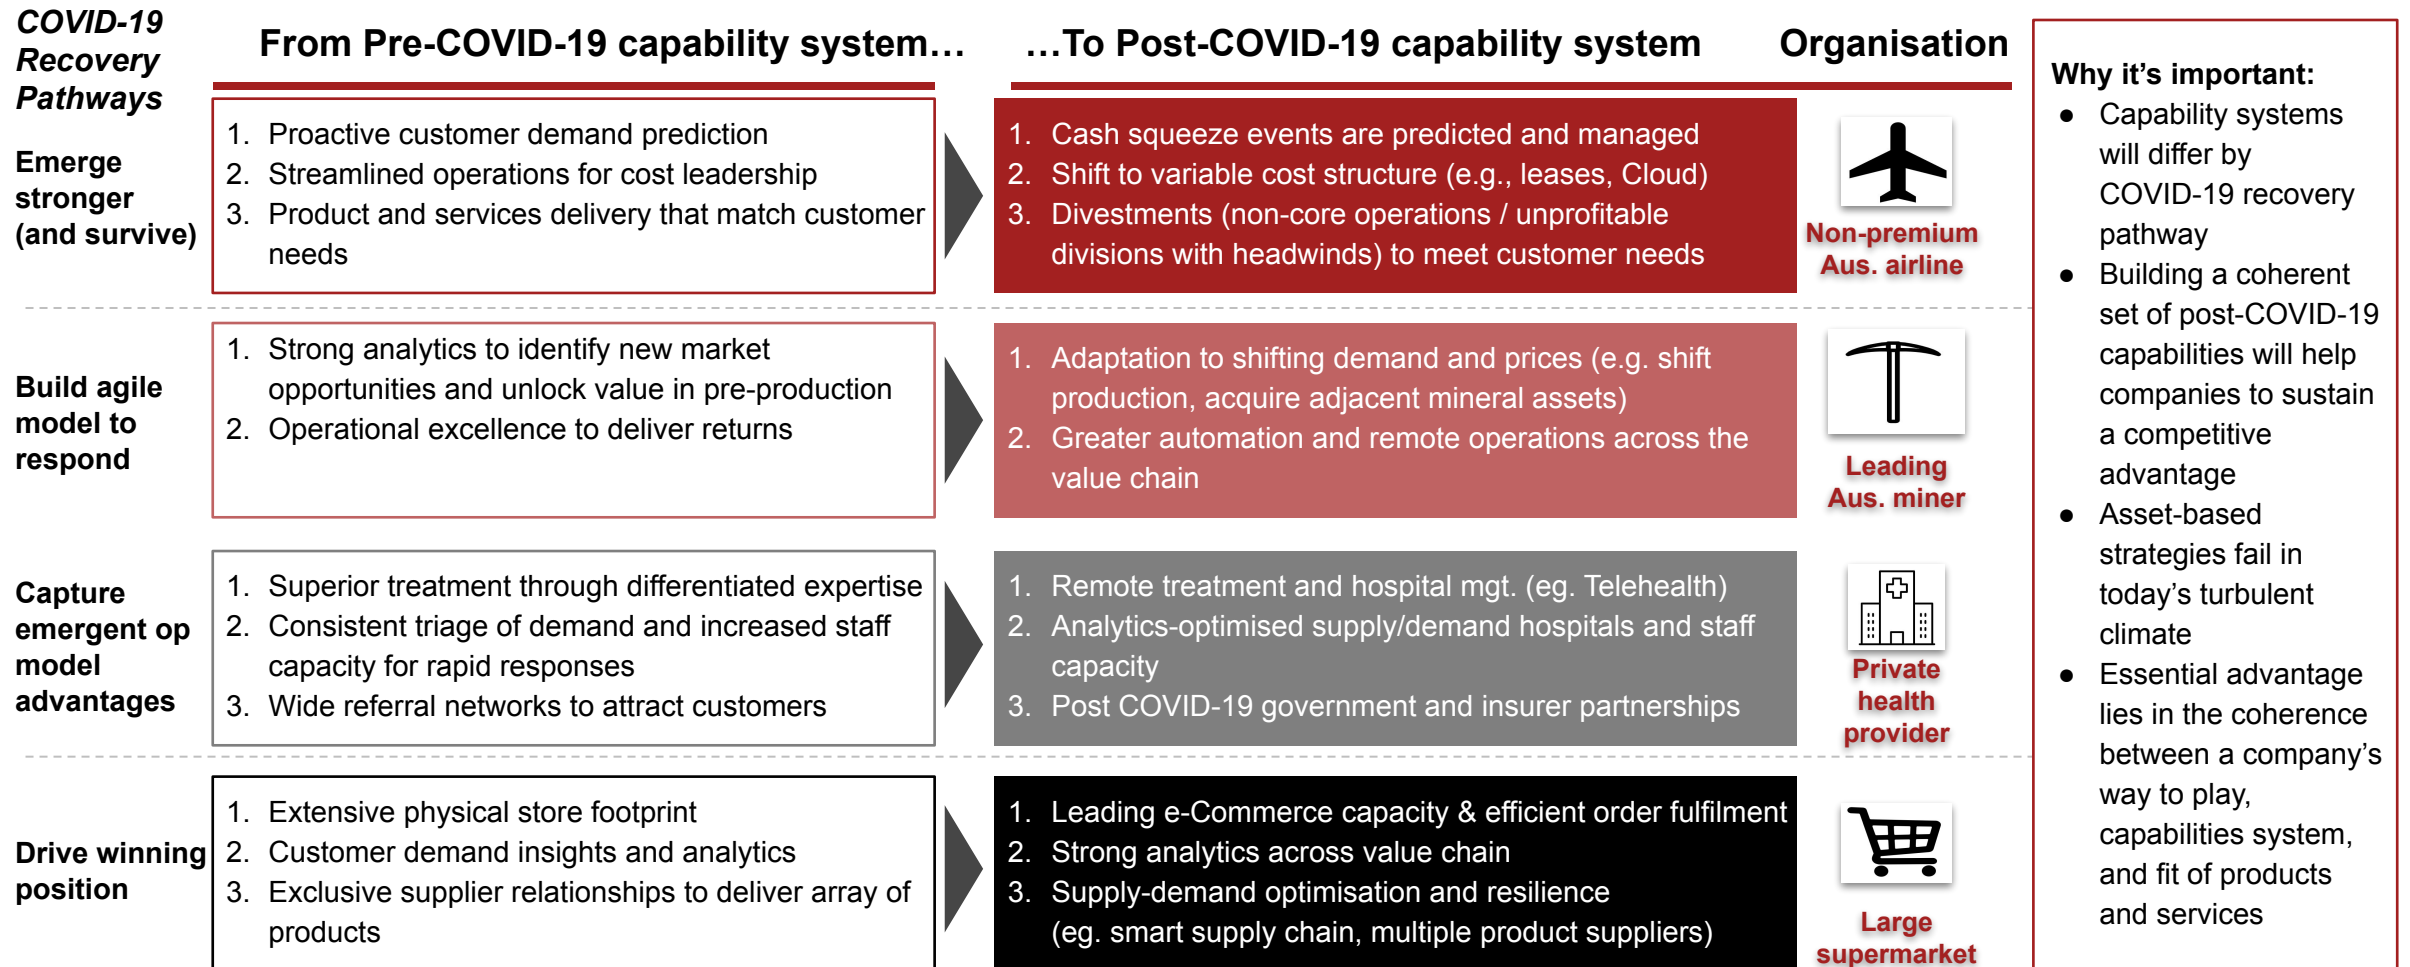 COVID-19
Recovery
Pathways
From Pre-COVID-19 capability system…
…To Post-COVID-19 capability system
Organisation
Emerge
stronger
(and survive)
1. Proactive customer demand prediction
2. Streamlined operations for cost leadership
3. Product and services delivery that match customer
needs
1. Cash squeeze events are predicted and managed
2. Shift to variable cost structure (e.g., leases, Cloud)
3. Divestments (non-core operations / unprofitable
divisions with headwinds) to meet customer needs
Non-premium
Aus. airline
Build agile
model to
respond
1. Strong analytics to identify new market
opportunities and unlock value in pre-production
2. Operational excellence to deliver returns
1. Adaptation to shifting demand and prices (e.g. shift
production, acquire adjacent mineral assets)
2. Greater automation and remote operations across the
value chain
Leading
Aus. miner
Capture
emergent op
model
advantages
1. Superior treatment through differentiated expertise
2. Consistent triage of demand and increased staff
capacity for rapid responses
3. Wide referral networks to attract customers
1. Remote treatment and hospital mgt. (eg. Telehealth)
2. Analytics-optimised supply/demand hospitals and staff
capacity
3. Post COVID-19 government and insurer partnerships
Private
health
provider
Drive winning
position
1. Extensive physical store footprint
2. Customer demand insights and analytics
3. Exclusive supplier relationships to deliver array of
products
1. Leading e-Commerce capacity & efficient order fulfilment
2. Strong analytics across value chain
3. Supply-demand optimisation and resilience
(eg. smart supply chain, multiple product suppliers)
Large
supermarket
Why it's important:
● Capability systems
will differ by
COVID-19 recovery
pathway
● Building a coherent
set of post-COVID-19
capabilities will help
companies to sustain
a competitive
advantage
● Asset-based
strategies fail in
today's turbulent
climate
● Essential advantage
lies in the coherence
between a company's
way to play,
capabilities system,
and fit of products
and services